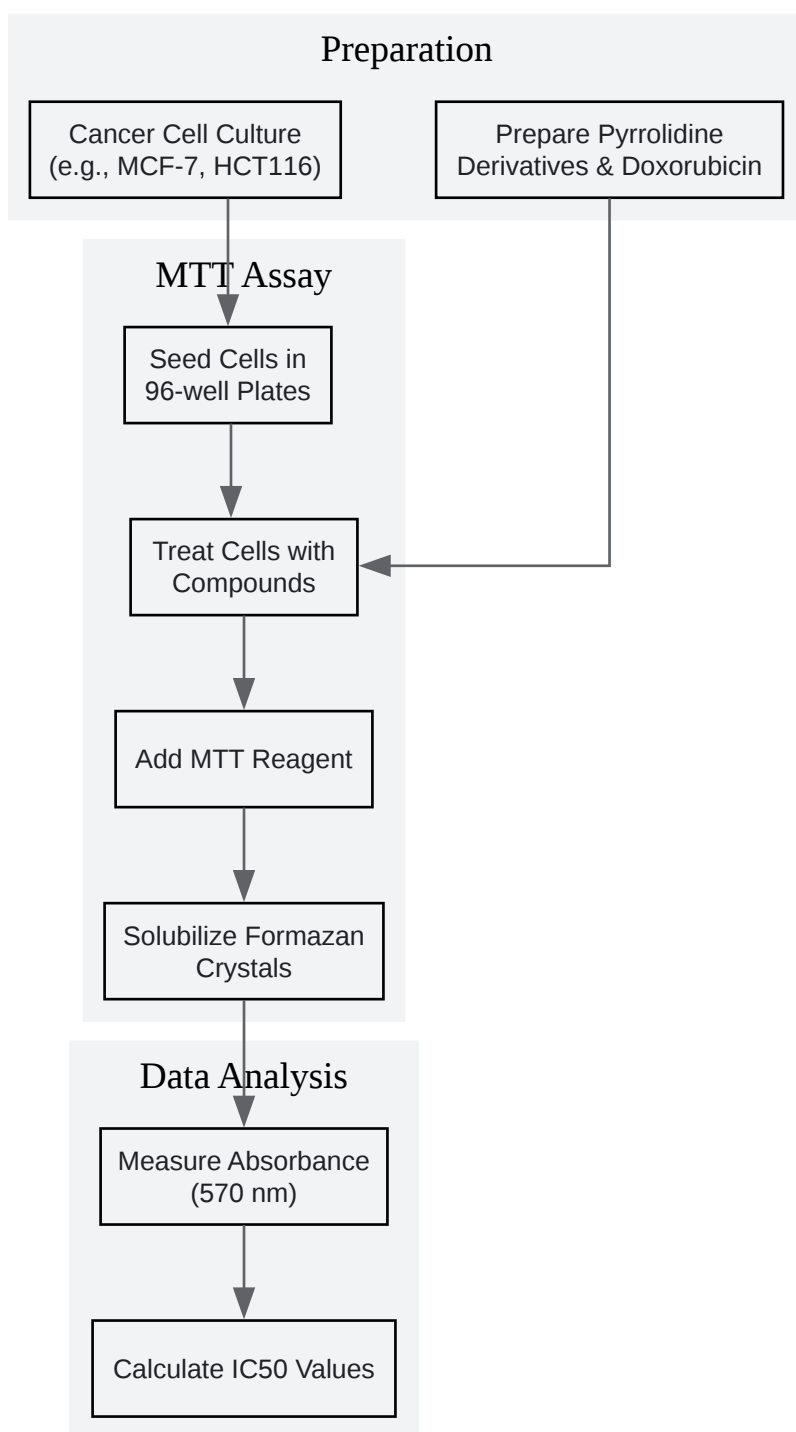 Preparation
Cancer Cell Culture
(e.g., MCF-7, HCT116)
Prepare Pyrrolidine
Derivatives & Doxorubicin
MTT Assay
Seed Cells in
96-well Plates
Treat Cells with
Compounds
Add MTT Reagent
Solubilize Formazan
Crystals
Data Analysis
Measure Absorbance
(570 nm)
Calculate IC50 Values